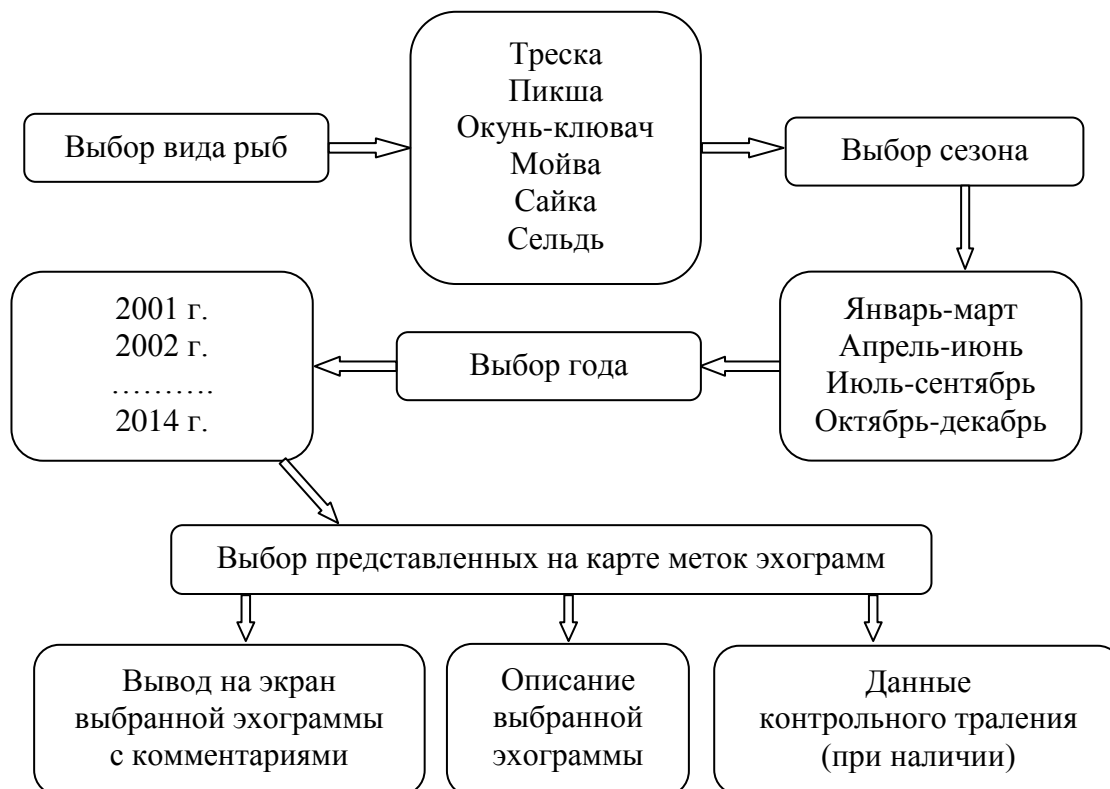 Выбор вида рыб
Треска
Пикша
Окунь-клювач
Мойва
Сайка
Сельдь
Выбор сезона
Январь-март
Апрель-июнь
Июль-сентябрь
Октябрь-декабрь
Выбор года
2001 г.
2002 г.
……….
2014 г.
Выбор представленных на карте меток эхограмм
Вывод на экран
выбранной эхограммы
с комментариями
Описание
выбранной
эхограммы
Данные
контрольного траления
(при наличии)